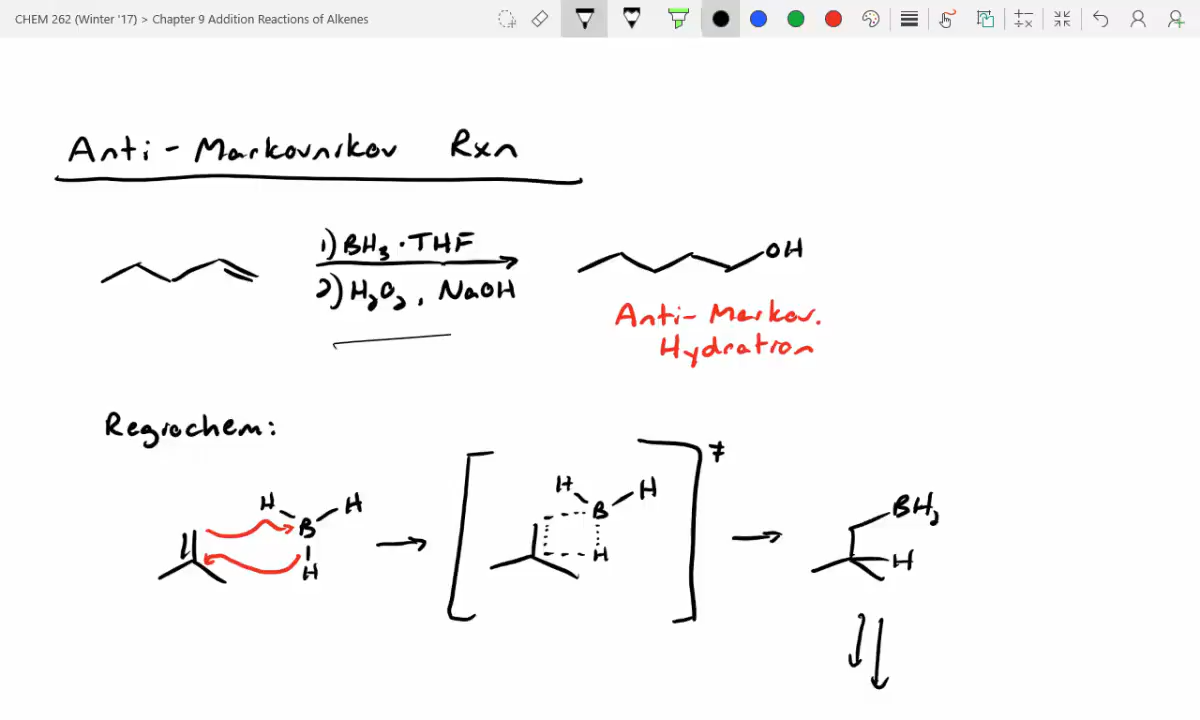 CHEM 262 (Winter '17) > Chapter 9 Addition Reactions of Alkenes
Anti-Markovnikov Rxn
1) BH₃·THF
2) H₂O₂, NaOH
OH
Anti-Markov.
Hydration
Regiochem:
H B H
H
H B H
H
‡
BH₂
H